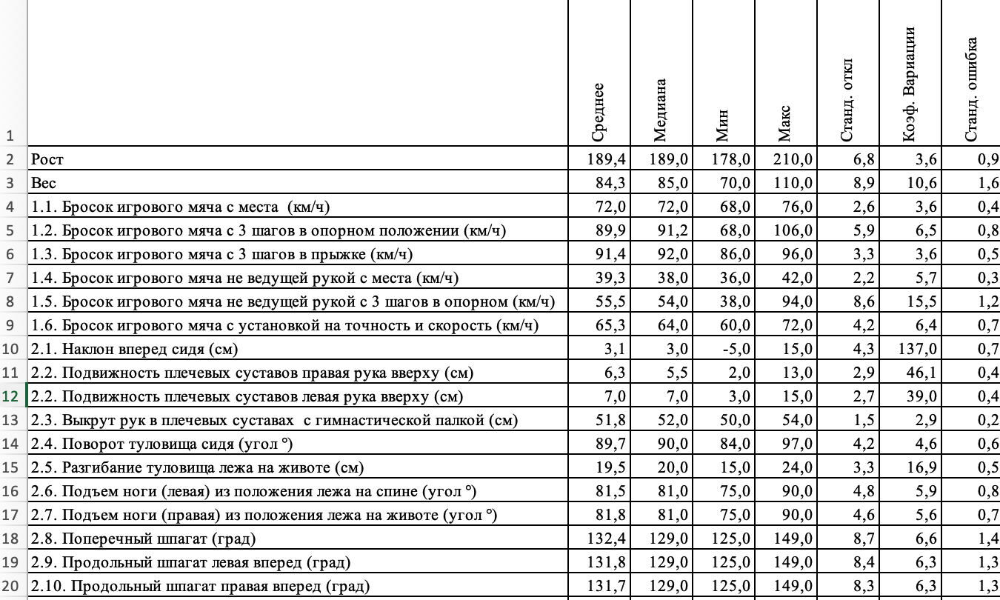 1 Среднее Медиана Мин Макс Станд. откл Коэф. Вариации Станд. ошибка
2 Рост 189,4 189,0 178,0 210,0 6,8 3,6 0,9
3 Вес 84,3 85,0 70,0 110,0 8,9 10,6 1,6
4 1.1. Бросок игрового мяча с места (км/ч) 72,0 72,0 68,0 76,0 2,6 3,6 0,4
5 1.2. Бросок игрового мяча с 3 шагов в опорном положении (км/ч) 89,9 91,2 68,0 106,0 5,9 6,5 0,8
6 1.3. Бросок игрового мяча с 3 шагов в прыжке (км/ч) 91,4 92,0 86,0 96,0 3,3 3,6 0,5
7 1.4. Бросок игрового мяча не ведущей рукой с места (км/ч) 39,3 38,0 36,0 42,0 2,2 5,7 0,3
8 1.5. Бросок игрового мяча не ведущей рукой с 3 шагов в опорном (км/ч) 55,5 54,0 38,0 94,0 8,6 15,5 1,2
9 1.6. Бросок игрового мяча с установкой на точность и скорость (км/ч) 65,3 64,0 60,0 72,0 4,2 6,4 0,7
10 2.1. Наклон вперед сидя (см) 3,1 3,0 -5,0 15,0 4,3 137,0 0,7
11 2.2. Подвижность плечевых суставов правая рука вверху (см) 6,3 5,5 2,0 13,0 2,9 46,1 0,4
12 2.2. Подвижность плечевых суставов левая рука вверху (см) 7,0 7,0 3,0 15,0 2,7 39,0 0,4
13 2.3. Выкрут рук в плечевых суставах с гимнастической палкой (см) 51,8 52,0 50,0 54,0 1,5 2,9 0,2
14 2.4. Поворот туловища сидя (угол °) 89,7 90,0 84,0 97,0 4,2 4,6 0,6
15 2.5. Разгибание туловища лежа на животе (см) 19,5 20,0 15,0 24,0 3,3 16,9 0,5
16 2.6. Подъем ноги (левая) из положения лежа на спине (угол °) 81,5 81,0 75,0 90,0 4,8 5,9 0,8
17 2.7. Подъем ноги (правая) из положения лежа на животе (угол °) 81,8 81,0 75,0 90,0 4,6 5,6 0,7
18 2.8. Поперечный шпагат (град) 132,4 129,0 125,0 149,0 8,7 6,6 1,4
19 2.9. Продольный шпагат левая вперед (град) 131,8 129,0 125,0 149,0 8,4 6,3 1,3
20 2.10. Продольный шпагат правая вперед (град) 131,7 129,0 125,0 149,0 8,3 6,3 1,3